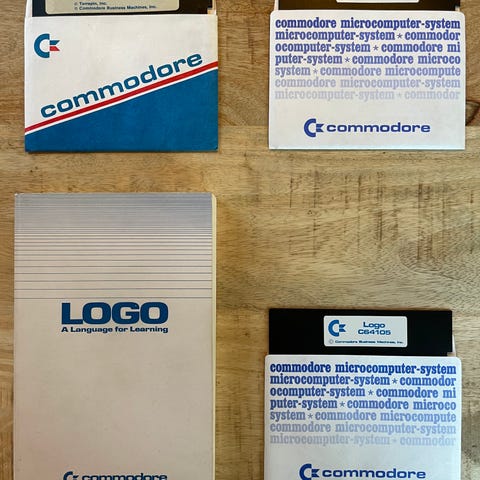 © Terrapin, Inc.
© Commodore Business Machines, Inc.
commodore
commodore microcomputer-system
microcomputer-system * commodor
ocomputer-system * commodore mi
puter-system * commodore microco
system * commodore microcompute
commodore microcomputer-system
microcomputer-system * commodor
commodore
LOGO
A Language for Learning
commodore
Logo
C64105
© Commodore Business Machines, Inc.
commodore microcomputer-system
microcomputer-system * commodor
ocomputer-system * commodore mi
puter-system * commodore microco
system * commodore microcompute
commodore microcomputer-system
microcomputer-system * commodor
commodore